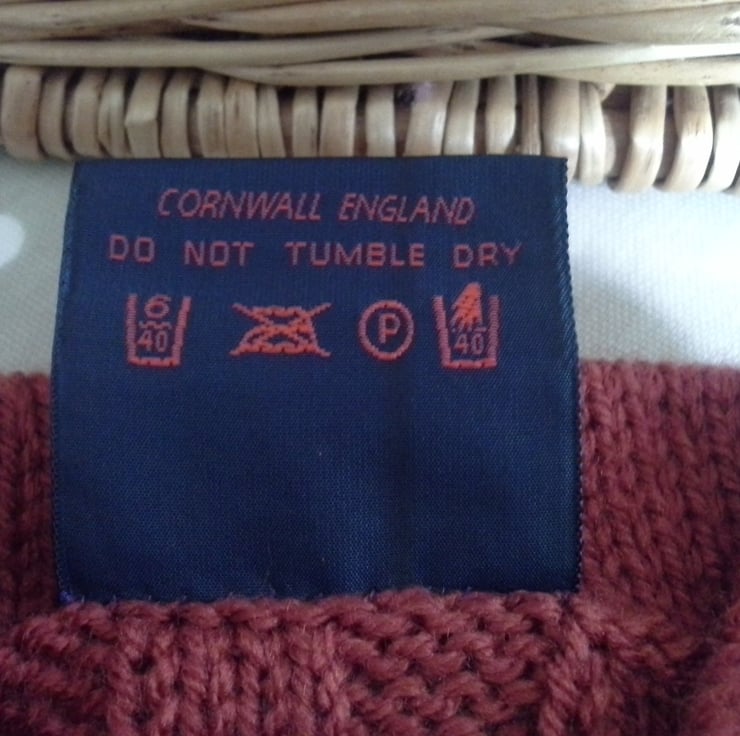 CORNWALL ENGLAND
DO NOT TUMBLE DRY
6 40 P 40